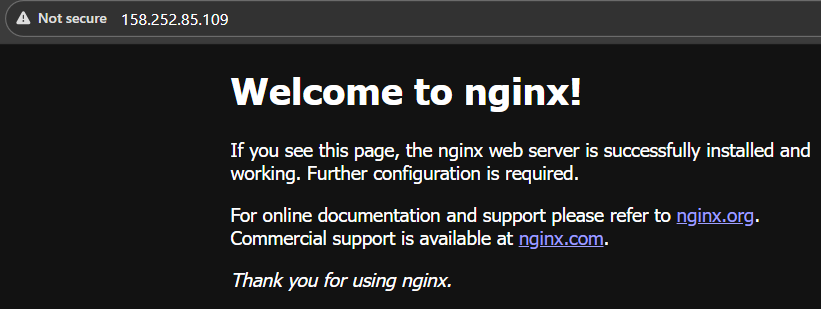 Not secure 158.252.85.109
Welcome to nginx!
If you see this page, the nginx web server is successfully installed and
working. Further configuration is required.
For online documentation and support please refer to nginx.org.
Commercial support is available at nginx.com.
Thank you for using nginx.